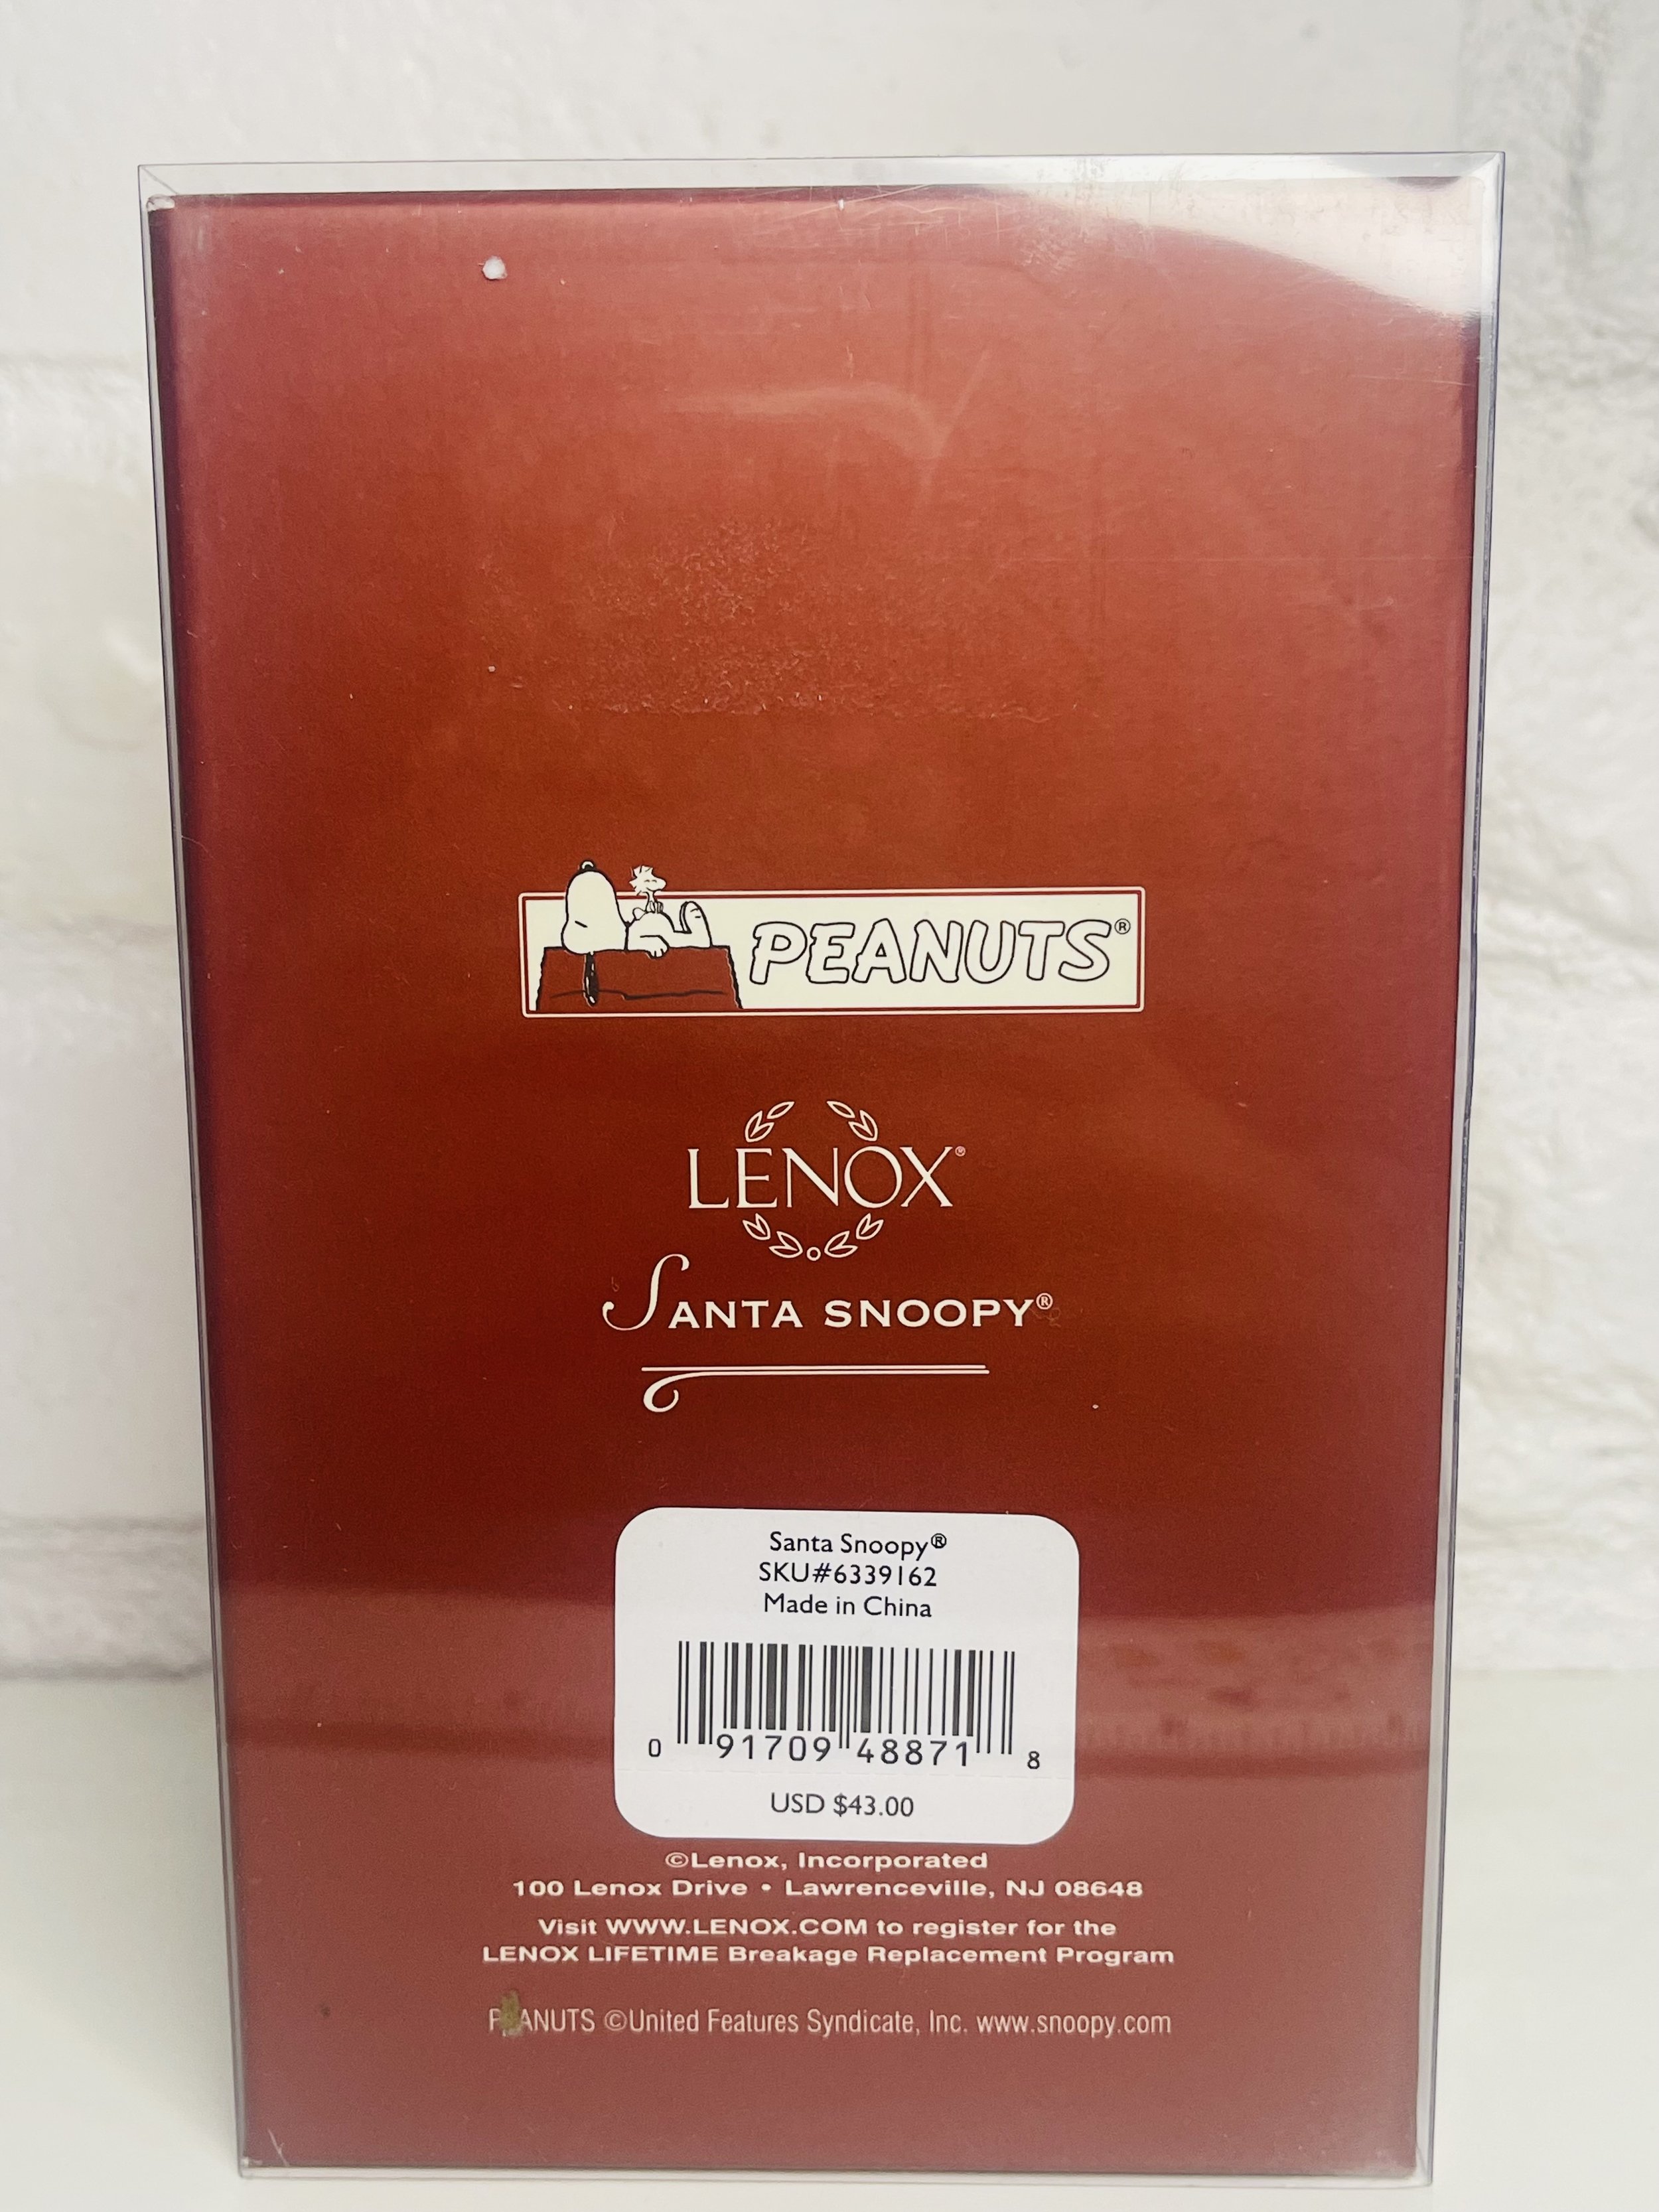 PEANUTS®
LENOX®
SANTA SNOOPY®
Santa Snoopy®
SKU#6339162
Made in China
0 91709 48871 8
USD $43.00
©Lenox, Incorporated
100 Lenox Drive • Lawrenceville, NJ 08648
Visit WWW.LENOX.COM to register for the
LENOX LIFETIME Breakage Replacement Program
PEANUTS ©United Features Syndicate, Inc. www.snoopy.com